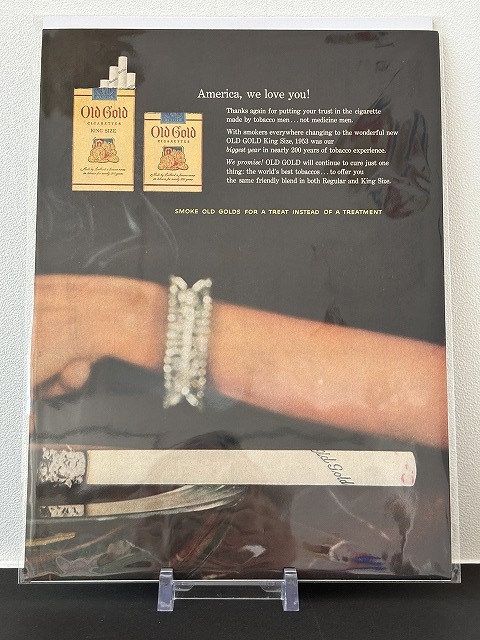 America, we love you!
Thanks again for putting your trust in the cigarette
made by tobacco men . . . not medicine men.
With smokers everywhere changing to the wonderful new
OLD GOLD King Size, 1953 was our
biggest year in nearly 200 years of tobacco experience.
We promise! OLD GOLD will continue to cure just one
thing: the world's best tobaccos . . . to offer you
the same friendly blend in both Regular and King Size.
SMOKE OLD GOLDS FOR A TREAT INSTEAD OF A TREATMENT
Old Gold
CIGARETTES
KING SIZE
Old Gold
CIGARETTES
Old Gold